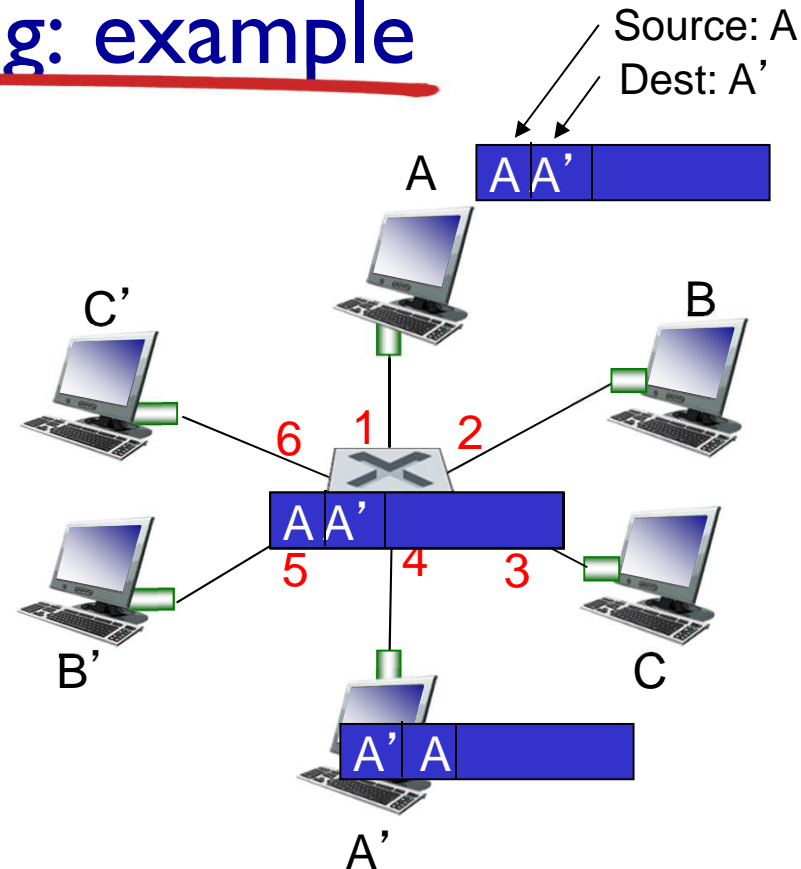 g: example
Source: A
Dest: A’
A
A A’
C’
B
6 1 2
A A’
5 4 3
B’
C
A’ A
A’